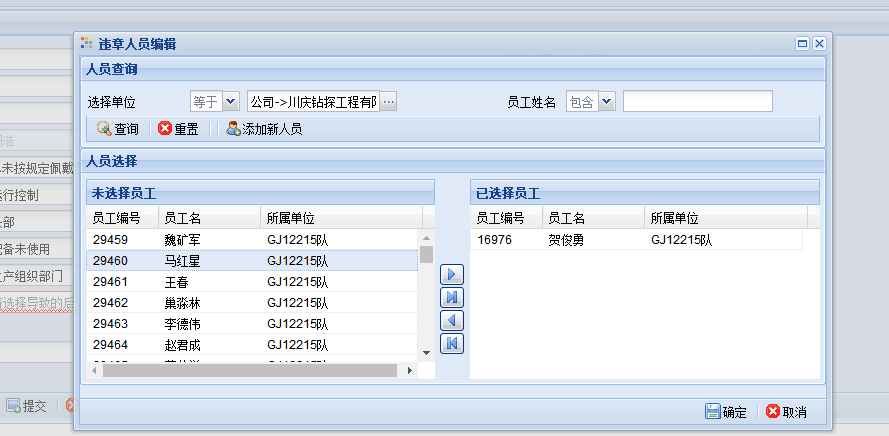 违章人员编辑
人员查询
选择单位 等于 公司->川庆钻探工程有限 ... 员工姓名 包含
查询 重置 添加新人员
人员选择
未选择员工 已选择员工
员工编号 员工名 所属单位 员工编号 员工名 所属单位
29459 魏矿军 GJ12215队 16976 贺俊勇 GJ12215队
29460 马红星 GJ12215队
29461 王春 GJ12215队
29462 巢淼林 GJ12215队
29463 李德伟 GJ12215队
29464 赵君成 GJ12215队
确定 取消
未按规定佩戴
运行控制
头部
配备未使用
生产组织部门
请选择导致的后
提交